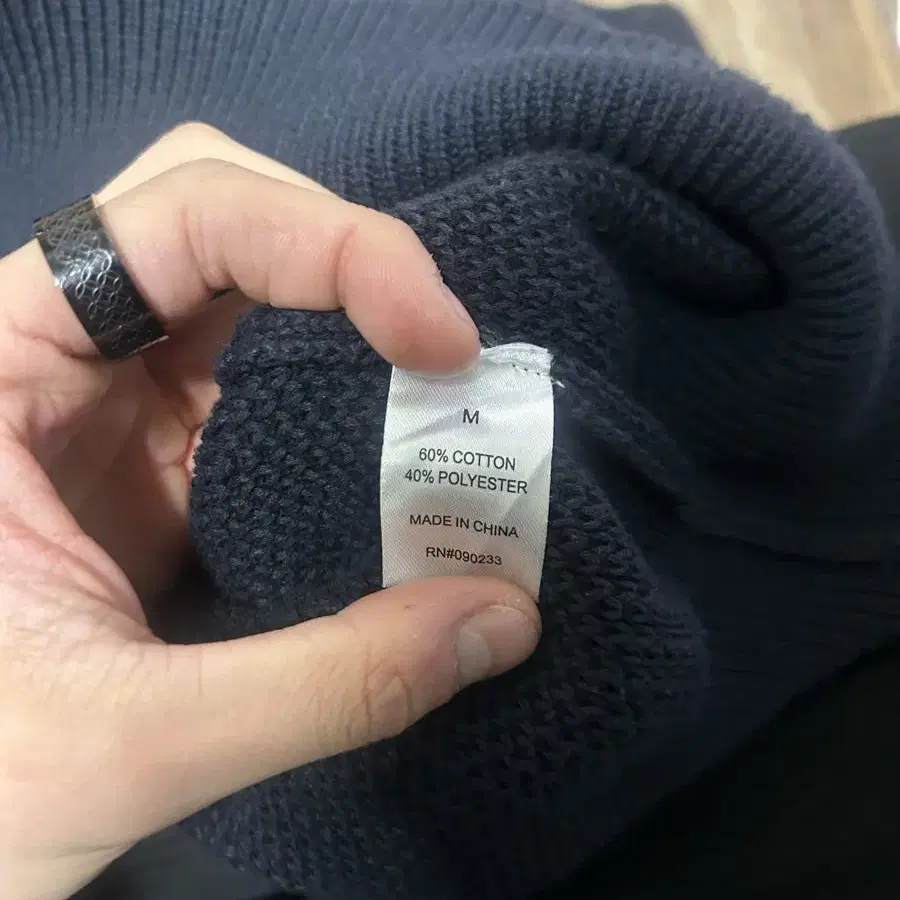 M
60% COTTON
40% POLYESTER
MADE IN CHINA
RN#090233